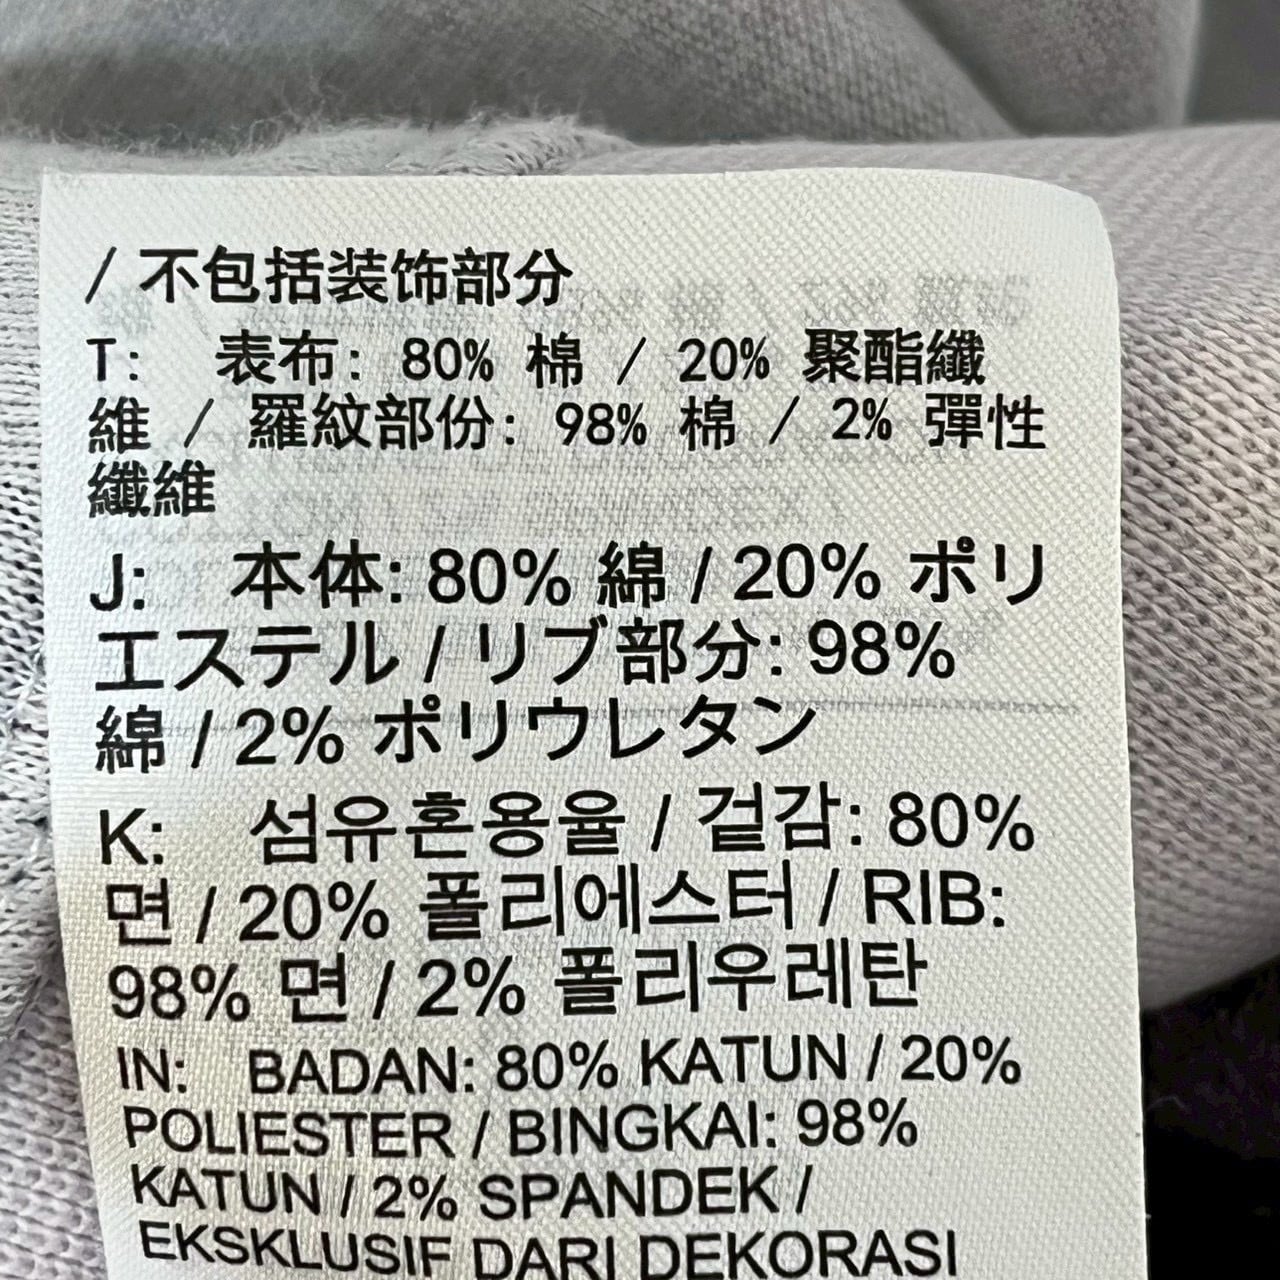 / 不包括装饰部分
T: 表布: 80% 棉 / 20% 聚酯纖
維 / 羅紋部份: 98% 棉 / 2% 彈性
纖維
J: 本体: 80% 綿 / 20% ポリ
エステル / リブ部分: 98%
綿 / 2% ポリウレタン
K: 섬유혼용율 / 겉감: 80%
면 / 20% 폴리에스터 / RIB:
98% 면 / 2% 폴리우레탄
IN: BADAN: 80% KATUN / 20%
POLIESTER / BINGKAI: 98%
KATUN / 2% SPANDEK /
EKSKLUSIF DARI DEKORASI